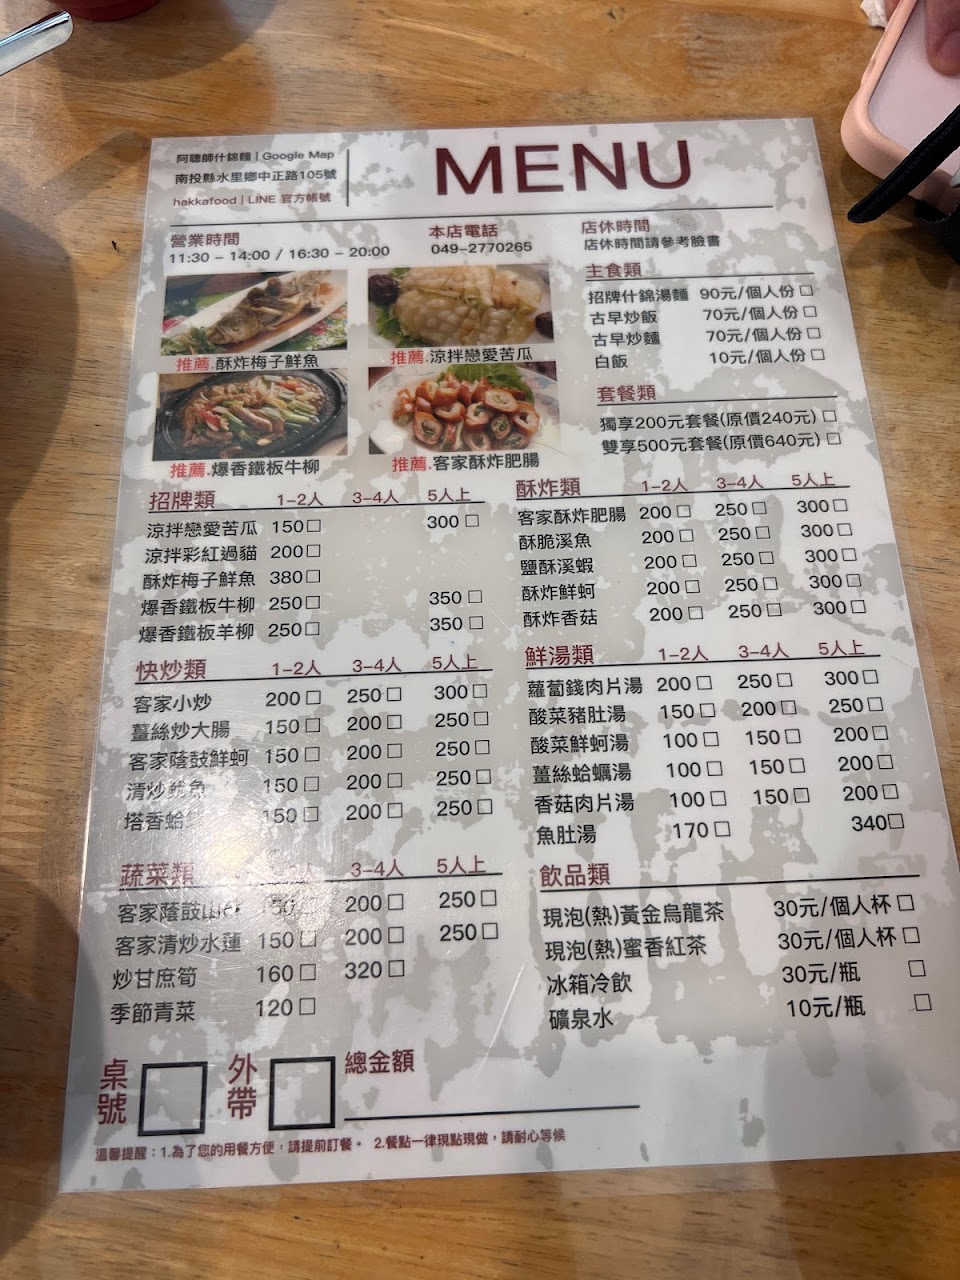 阿聰師什錦麵 | Google Map
南投縣水里鄉中正路105號
hakkafood | LINE 官方帳號
MENU
營業時間
11:30 – 14:00 / 16:30 – 20:00
本店電話
049-2770265
店休時間
店休時間請參考臉書
推薦.酥炸梅子鮮魚
推薦.涼拌戀愛苦瓜
推薦.爆香鐵板牛柳
推薦.客家酥炸肥腸
主食類
招牌什錦湯麵 90元/個人份 □
古早炒飯 70元/個人份 □
古早炒麵 70元/個人份 □
白飯 10元/個人份 □
套餐類
獨享200元套餐(原價240元) □
雙享500元套餐(原價640元) □
招牌類 1-2人 3-4人 5人上
涼拌戀愛苦瓜 150 □ 300 □
涼拌彩紅過貓 200 □
酥炸梅子鮮魚 380 □
爆香鐵板牛柳 250 □ 350 □
爆香鐵板羊柳 250 □ 350 □
酥炸類 1-2人 3-4人 5人上
客家酥炸肥腸 200 □ 250 □ 300 □
酥脆溪魚 200 □ 250 □ 300 □
鹽酥溪蝦 200 □ 250 □ 300 □
酥炸鮮蚵 200 □ 250 □ 300 □
酥炸香菇 200 □ 250 □ 300 □
快炒類 1-2人 3-4人 5人上
客家小炒 200 □ 250 □ 300 □
薑絲炒大腸 150 □ 200 □ 250 □
客家蔭鼓鮮蚵 150 □ 200 □ 250 □
清炒 魚 150 □ 200 □ 250 □
塔香蛤 150 □ 200 □ 250 □
鮮湯類 1-2人 3-4人 5人上
蘿蔔錢肉片湯 200 □ 250 □ 300 □
酸菜豬肚湯 150 □ 200 □ 250 □
酸菜鮮蚵湯 100 □ 150 □ 200 □
薑絲蛤蠣湯 100 □ 150 □ 200 □
香菇肉片湯 100 □ 150 □ 200 □
魚肚湯 170 □ 340 □
蔬菜類 3-4人 5人上
客家蔭鼓山 150 □ 200 □ 250 □
客家清炒水蓮 150 □ 200 □ 250 □
炒甘庶筍 160 □ 320 □
季節青菜 120 □
飲品類
現泡(熱)黃金烏龍茶 30元/個人杯 □
現泡(熱)蜜香紅茶 30元/個人杯 □
冰箱冷飲 30元/瓶 □
礦泉水 10元/瓶 □
桌號 □ 外帶 □ 總金額
溫馨提醒：1.為了您的用餐方便，請提前訂餐。 2.餐點一律現點現做，請耐心等候